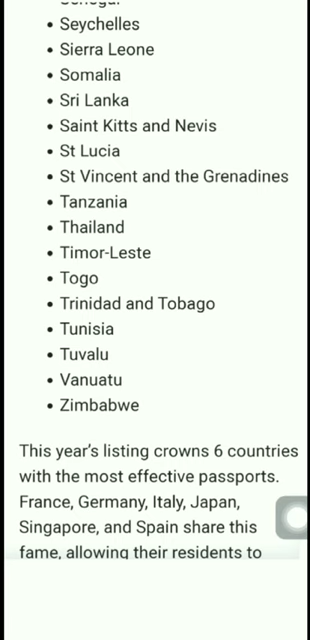 • Seychelles
• Sierra Leone
• Somalia
• Sri Lanka
• Saint Kitts and Nevis
• St Lucia
• St Vincent and the Grenadines
• Tanzania
• Thailand
• Timor-Leste
• Togo
• Trinidad and Tobago
• Tunisia
• Tuvalu
• Vanuatu
• Zimbabwe
This year's listing crowns 6 countries
with the most effective passports.
France, Germany, Italy, Japan,
Singapore, and Spain share this
fame, allowing their residents to